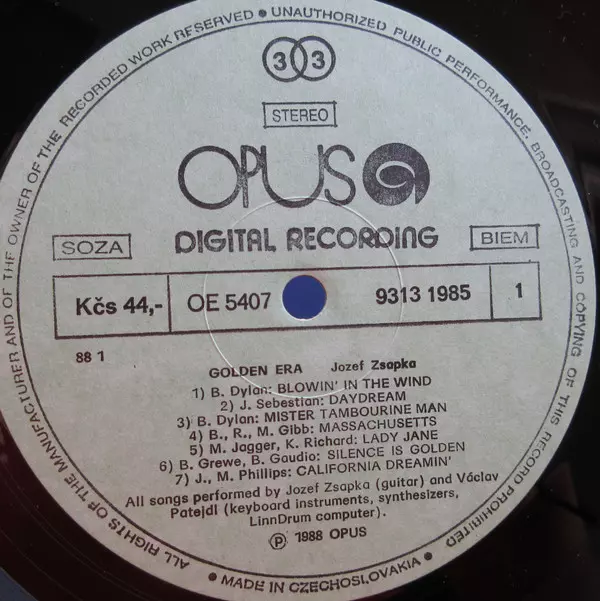 ALL RIGHTS OF THE MANUFACTURER AND OF THE OWNER OF THE RECORDED WORK RESERVED • UNAUTHORIZED PUBLIC PERFORMANCE, BROADCASTING AND COPYING OF THIS RECORD PROHIBITED
33
STEREO
OPUS
DIGITAL RECORDING
SOZA
BIEM
Kčs 44,- OE 5407 9313 1985 1
88 1
GOLDEN ERA Jozef Zsapka
1) B. Dylan: BLOWIN' IN THE WIND
2) J. Sebestian: DAYDREAM
3) B. Dylan: MISTER TAMBOURINE MAN
4) B., R., M. Gibb: MASSACHUSETTS
5) M. Jagger, K. Richard: LADY JANE
6) B. Grewe, B. Gaudio: SILENCE IS GOLDEN
7) J., M. Phillips: CALIFORNIA DREAMIN'
All songs performed by Jozef Zsapka (guitar) and Václav
Patejdl (keyboard instruments, synthesizers,
LinnDrum computer).
Ⓟ 1988 OPUS
• MADE IN CZECHOSLOVAKIA •